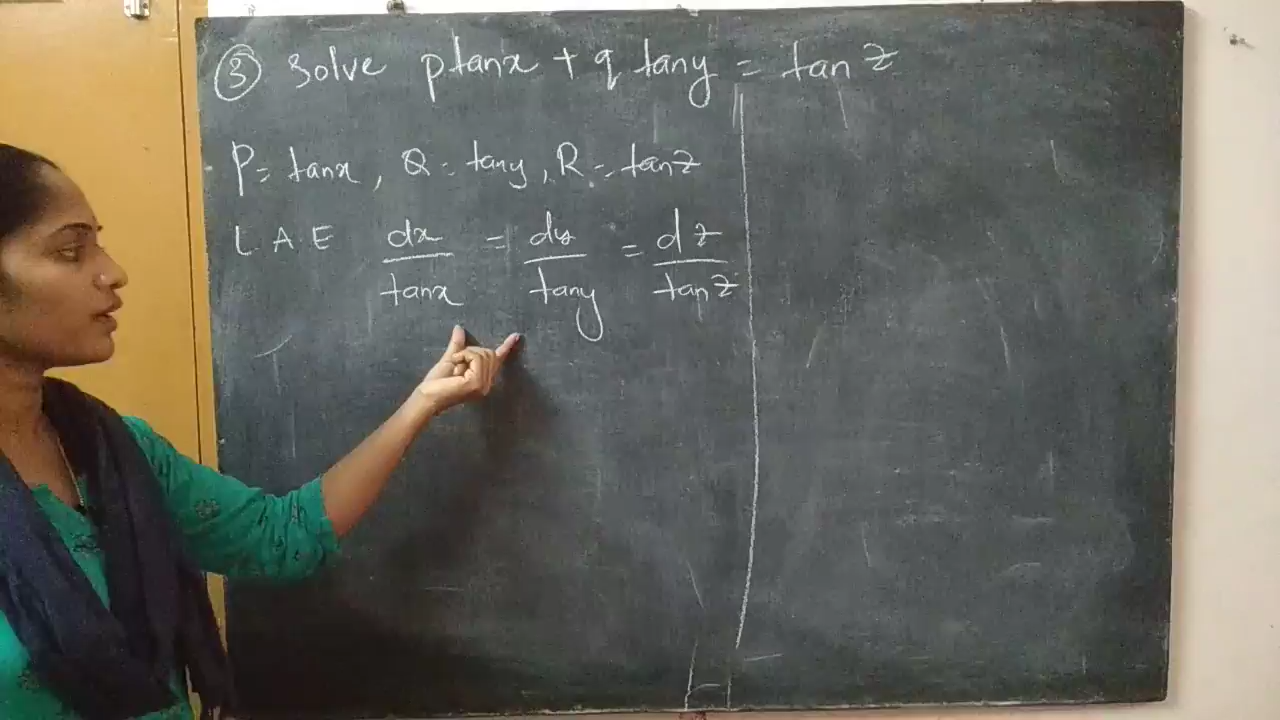 ③ Solve p tanx + q tany = tan z
P = tanx, Q = tany, R = tanz
L A E dx/tanx = dy/tany = dz/tanz